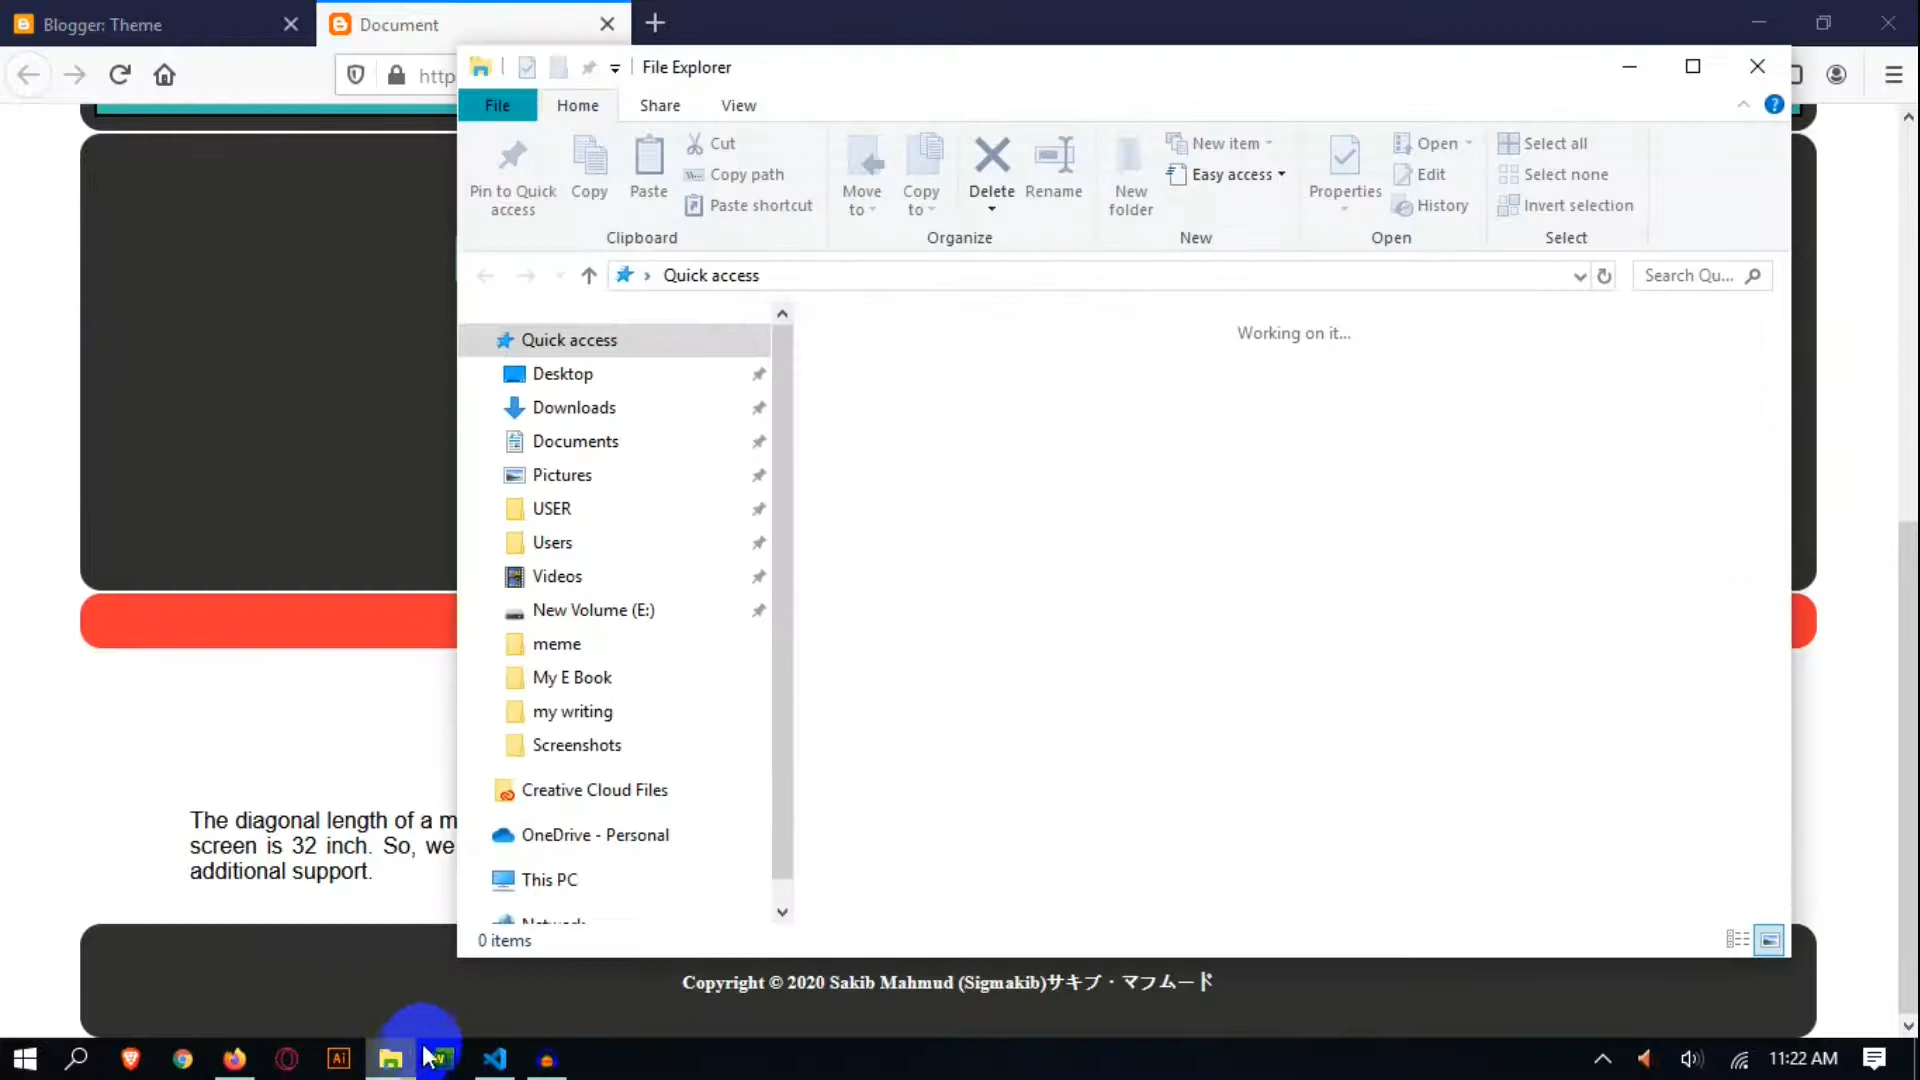 Blogger: Theme
Document
http
File Explorer
File
Home
Share
View
Pin to Quick access
Copy
Paste
Cut
Copy path
Paste shortcut
Clipboard
Move to
Copy to
Delete
Rename
Organize
New folder
New item
Easy access
New
Properties
Open
Edit
History
Open
Select all
Select none
Invert selection
Select
Quick access
Search Qu...
Quick access
Desktop
Downloads
Documents
Pictures
USER
Users
Videos
New Volume (E:)
meme
My E Book
my writing
Screenshots
Creative Cloud Files
OneDrive - Personal
This PC
Network
Working on it...
0 items
The diagonal length of a m
screen is 32 inch. So, we
additional support.
Copyright © 2020 Sakib Mahmud (Sigmakib)サキブ・マフムード
Ai
11:22 AM